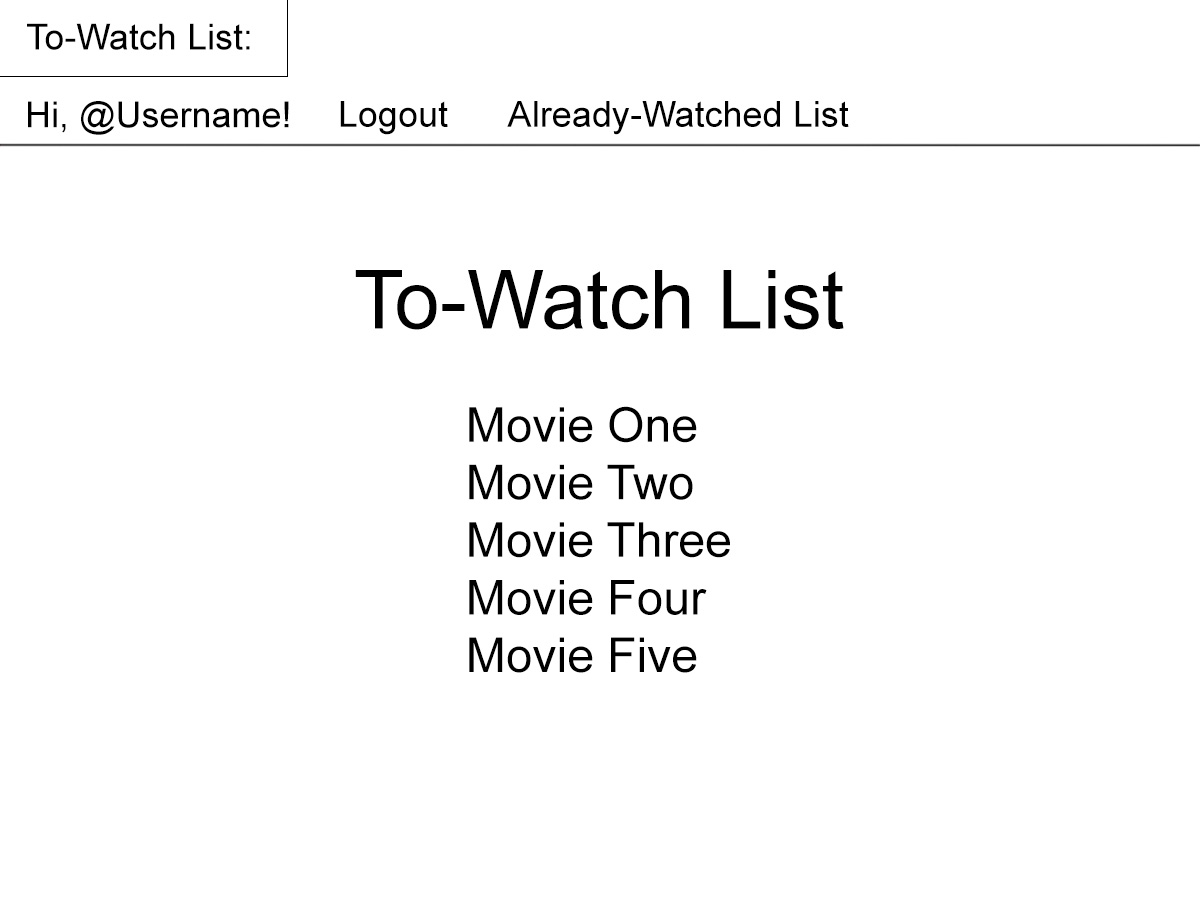 To-Watch List:
Hi, @Username! Logout Already-Watched List
To-Watch List
Movie One
Movie Two
Movie Three
Movie Four
Movie Five